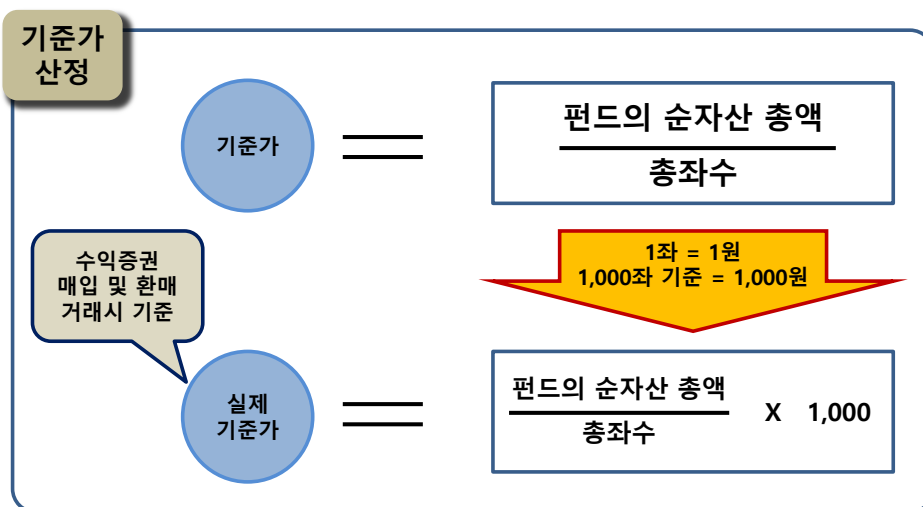 기준가
산정
기준가
펀드의 순자산 총액
총좌수
1좌 = 1원
1,000좌 기준 = 1,000원
수익증권
매입 및 환매
거래시 기준
실제
기준가
펀드의 순자산 총액
총좌수
X 1,000